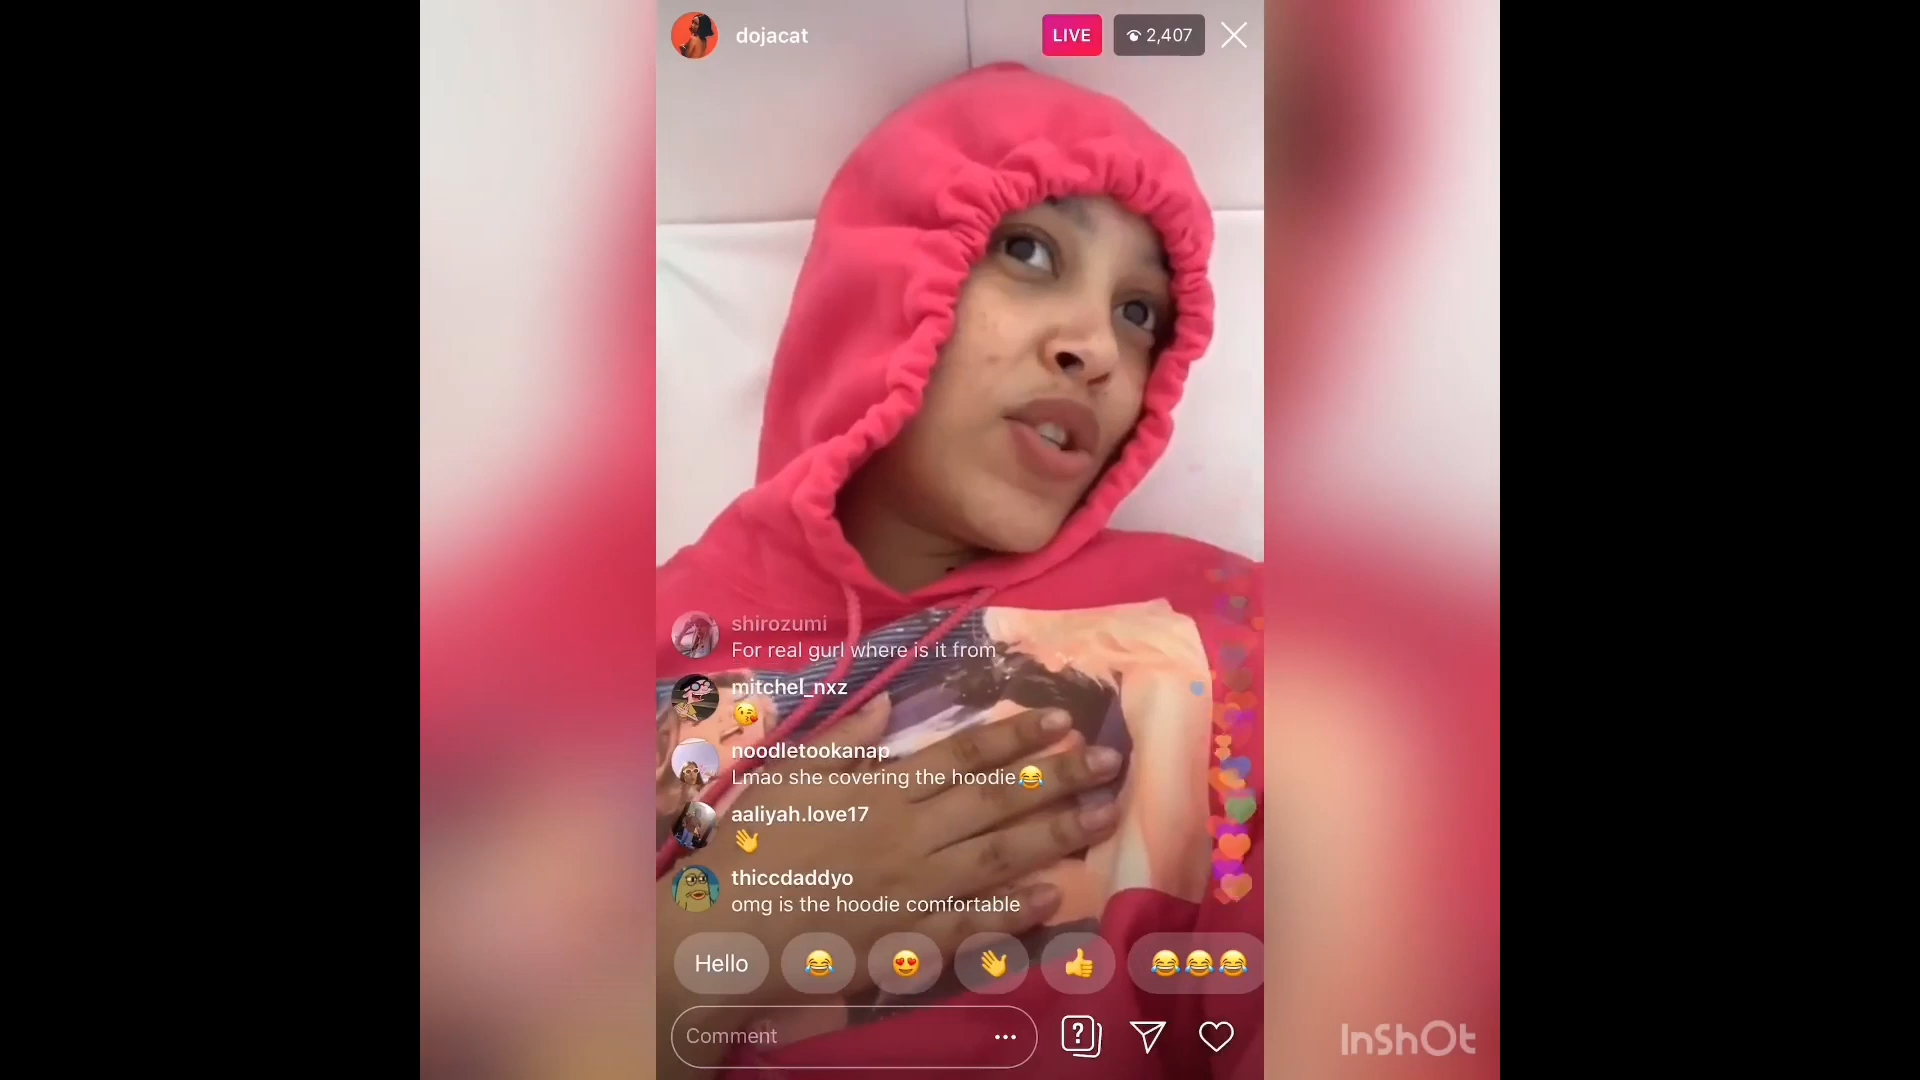 dojacat
LIVE
2,407
shirozumi
For real gurl where is it from
mitchel_nxz
😘
noodletookanap
Lmao she covering the hoodie😂
aaliyah.love17
👋
thiccdaddyo
omg is the hoodie comfortable
Hello 😂 😍 👋 👍 😂😂😂
Comment
InShOt